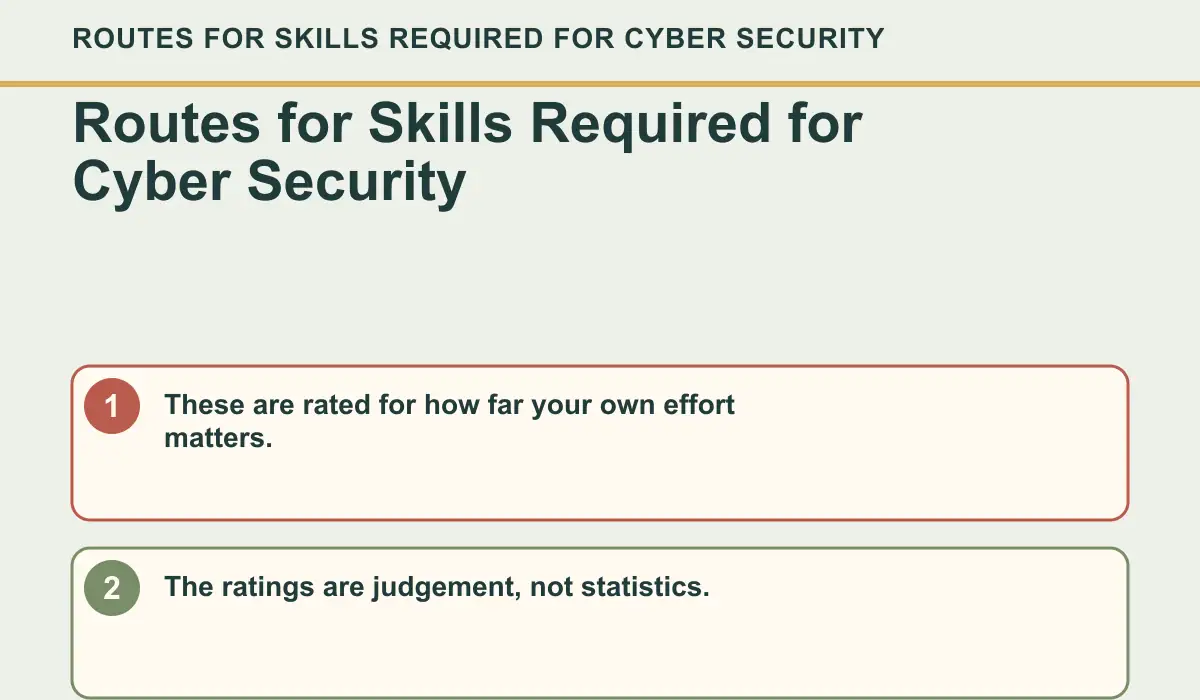 ROUTES FOR SKILLS REQUIRED FOR CYBER SECURITY
Routes for Skills Required for
Cyber Security
1
These are rated for how far your own effort
matters.
2
The ratings are judgement, not statistics.